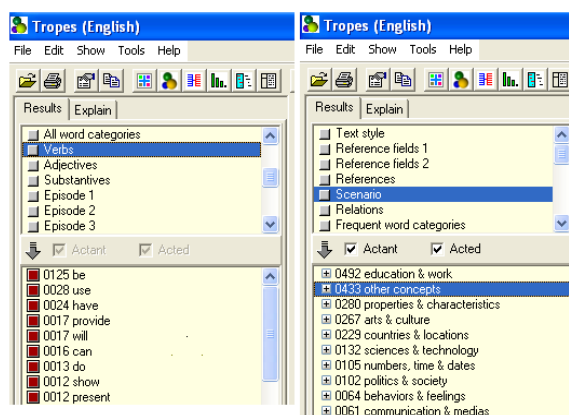 Tropes (English)
File Edit Show Tools Help
Results Explain
All word categories
Verbs
Adjectives
Substantives
Episode 1
Episode 2
Episode 3
Actant Acted
0125 be
0028 use
0024 have
0017 provide
0017 will
0016 can
0013 do
0012 show
0012 present
Tropes (English)
File Edit Show Tools Help
Results Explain
Text style
Reference fields 1
Reference fields 2
References
Scenario
Relations
Frequent word categories
Actant Acted
0492 education & work
0433 other concepts
0280 properties & characteristics
0267 arts & culture
0229 countries & locations
0132 sciences & technology
0105 numbers, time & dates
0102 politics & society
0064 behaviors & feelings
0061 communication & medias